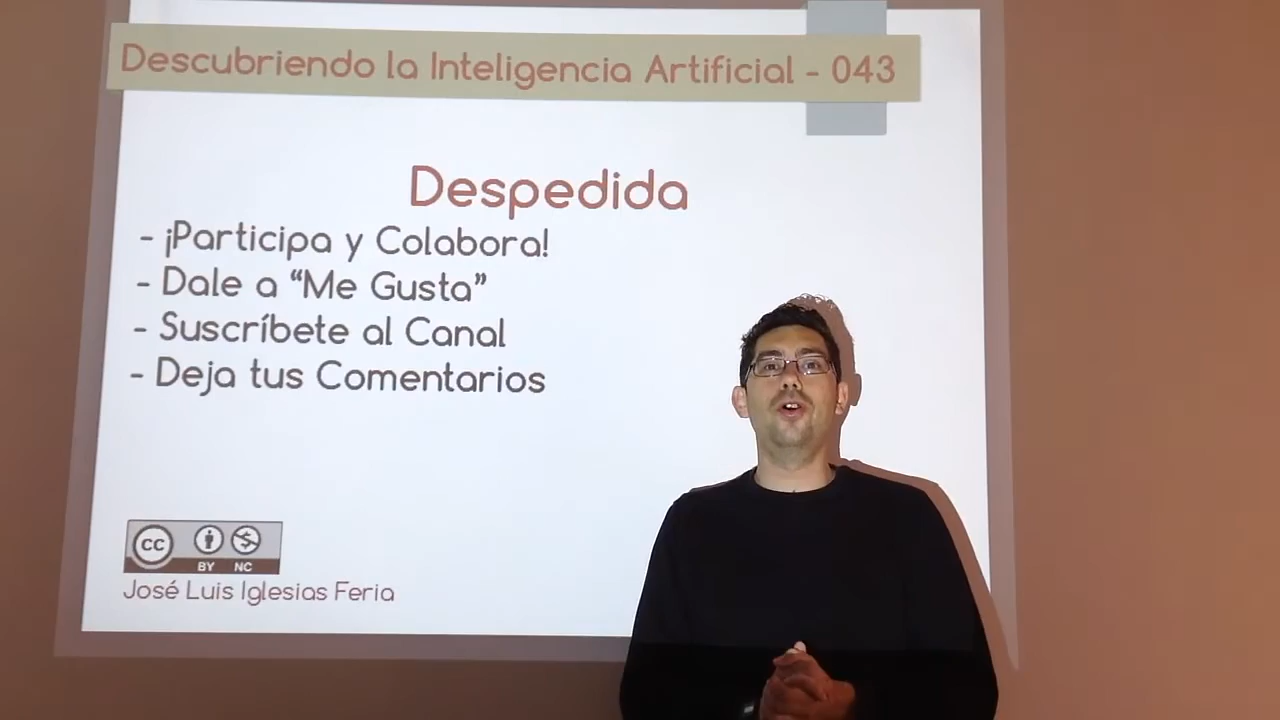 Descubriendo la Inteligencia Artificial - 043
Despedida
- ¡Participa y Colabora!
- Dale a “Me Gusta”
- Suscríbete al Canal
- Deja tus Comentarios
cc
BY NC
José Luis Iglesias Feria